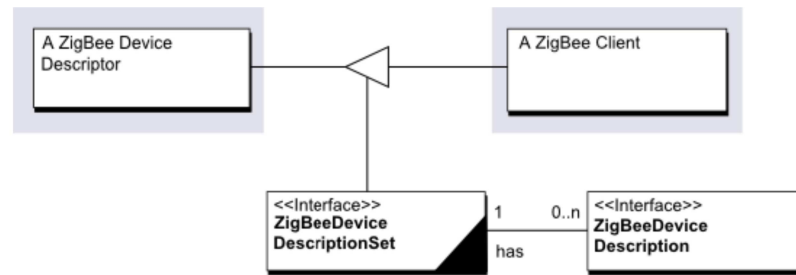 A ZigBee Device
Descriptor
A ZigBee Client
<<Interface>>
ZigBeeDevice
DescriptionSet
1
0..n
has
<<Interface>>
ZigBeeDevice
Description